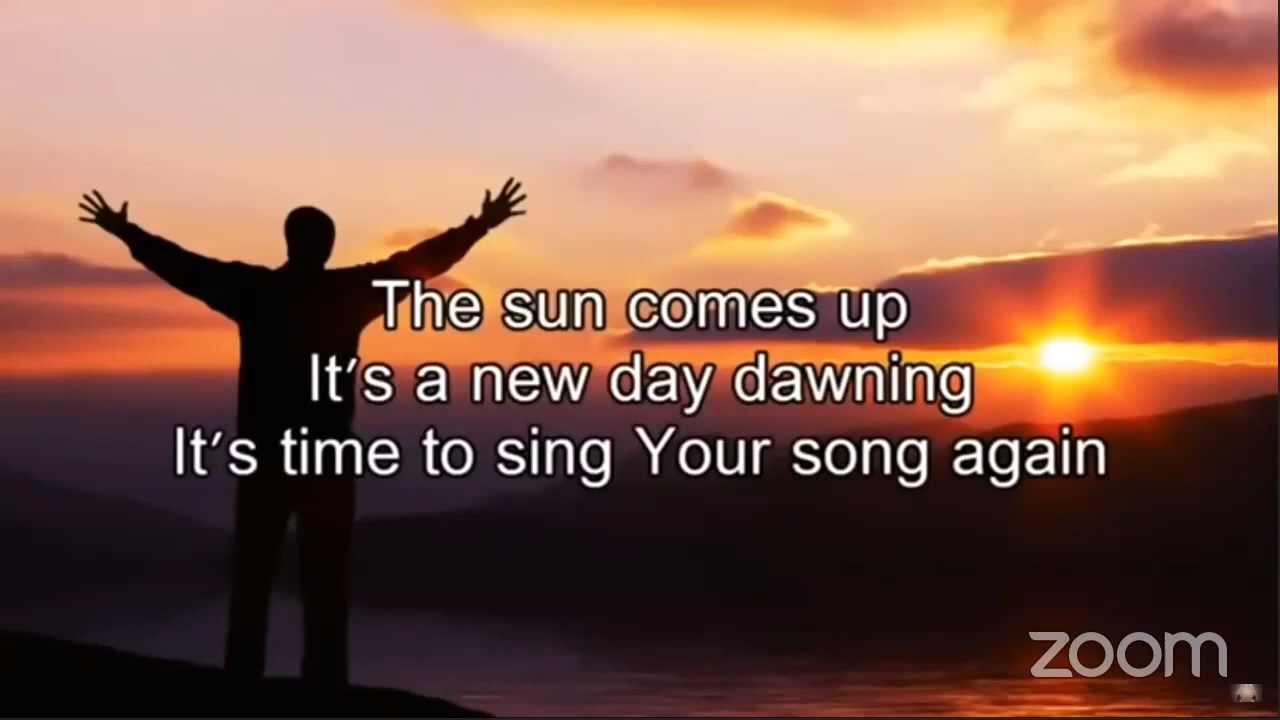 The sun comes up
It's a new day dawning
It's time to sing Your song again
zoom